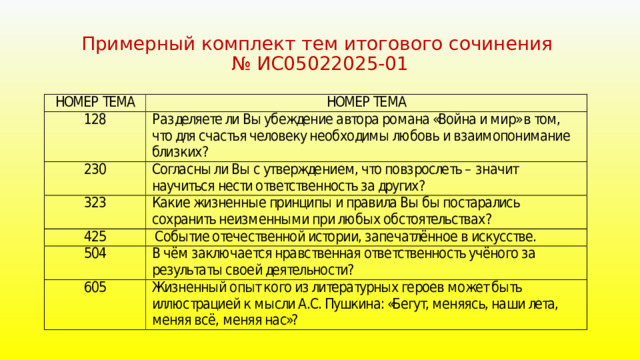 Примерный комплект тем итогового сочинения
№ ИС05022025-01
НОМЕР ТЕМА НОМЕР ТЕМА
128 Разделяете ли Вы убеждение автора романа «Война и мир» в том,
что для счастья человеку необходимы любовь и взаимопонимание
близких?
230 Согласны ли Вы с утверждением, что повзрослеть – значит
научиться нести ответственность за других?
323 Какие жизненные принципы и правила Вы бы постарались
сохранить неизменными при любых обстоятельствах?
425 Событие отечественной истории, запечатлённое в искусстве.
504 В чём заключается нравственная ответственность учёного за
результаты своей деятельности?
605 Жизненный опыт кого из литературных героев может быть
иллюстрацией к мысли А.С. Пушкина: «Бегут, меняясь, наши лета,
меняя всё, меняя нас»?